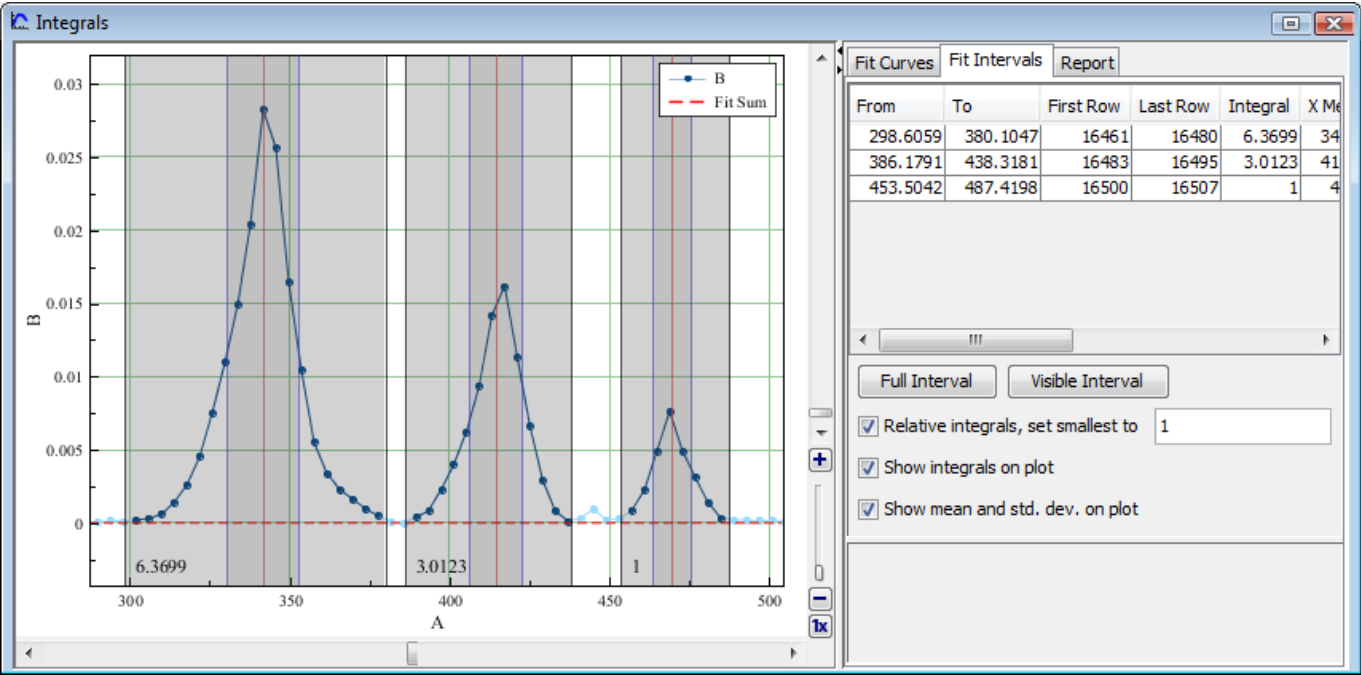 Integrals
0.03
0.025
0.02
0.015
0.01
0.005
0
B
6.3699
3.0123
1
300
350
400
450
500
A
B
Fit Sum
1x
Fit Curves Fit Intervals Report
From To First Row Last Row Integral X Me
298.6059 380.1047 16461 16480 6.3699 34
386.1791 438.3181 16483 16495 3.0123 41
453.5042 487.4198 16500 16507 1 4
Full Interval Visible Interval
Relative integrals, set smallest to 1
Show integrals on plot
Show mean and std. dev. on plot